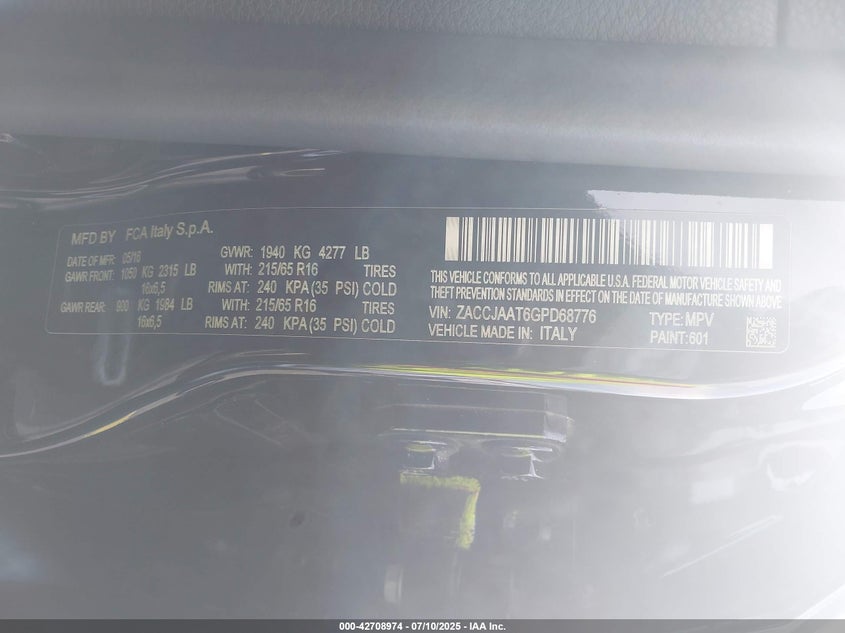 MFD BY FCA Italy S.p.A.
DATE OF MFR: 05/16 GVWR: 1940 KG 4277 LB
GAWR FRONT: 1050 KG 2315 LB WITH: 215/65 R16 TIRES
16x6,5 RIMS AT: 240 KPA (35 PSI) COLD
GAWR REAR: 900 KG 1984 LB WITH: 215/65 R16 TIRES
16x6,5 RIMS AT: 240 KPA (35 PSI) COLD
THIS VEHICLE CONFORMS TO ALL APPLICABLE U.S.A. FEDERAL MOTOR VEHICLE SAFETY AND
THEFT PREVENTION STANDARDS IN EFFECT ON THE DATE OF MANUFACTURE SHOWN ABOVE
VIN: ZACCJAAT6GPD68776 TYPE: MPV
VEHICLE MADE IN: ITALY PAINT: 601
000-42708974 - 07/10/2025 - IAA Inc.